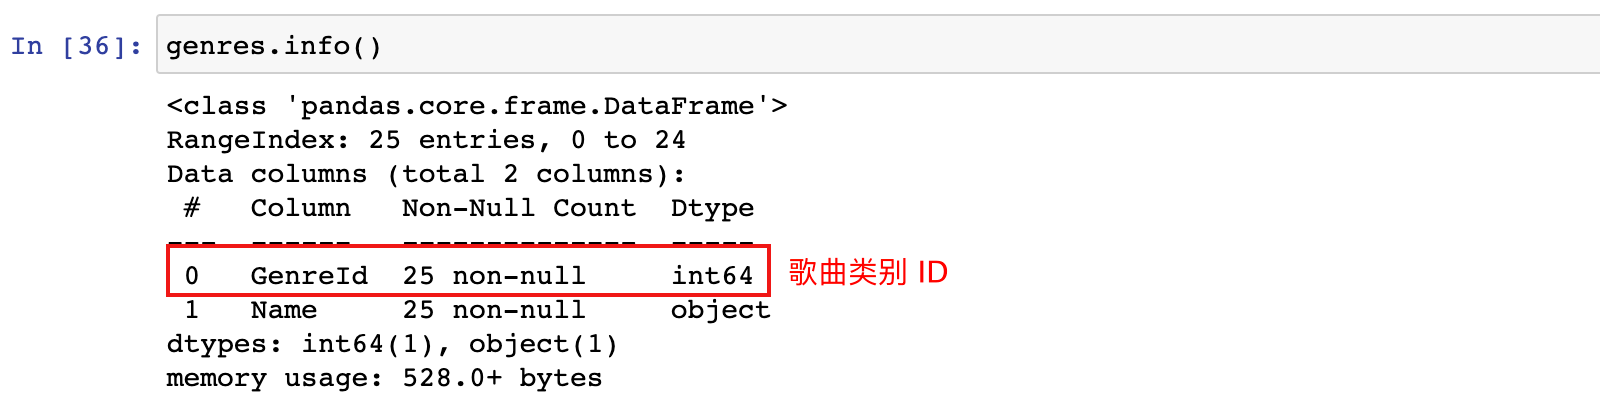 In [36]: genres.info()
<class 'pandas.core.frame.DataFrame'>
RangeIndex: 25 entries, 0 to 24
Data columns (total 2 columns):
 #   Column   Non-Null Count  Dtype
---  ------   --------------  -----
 0   GenreId  25 non-null     int64 歌曲类别 ID
 1   Name     25 non-null     object
dtypes: int64(1), object(1)
memory usage: 528.0+ bytes